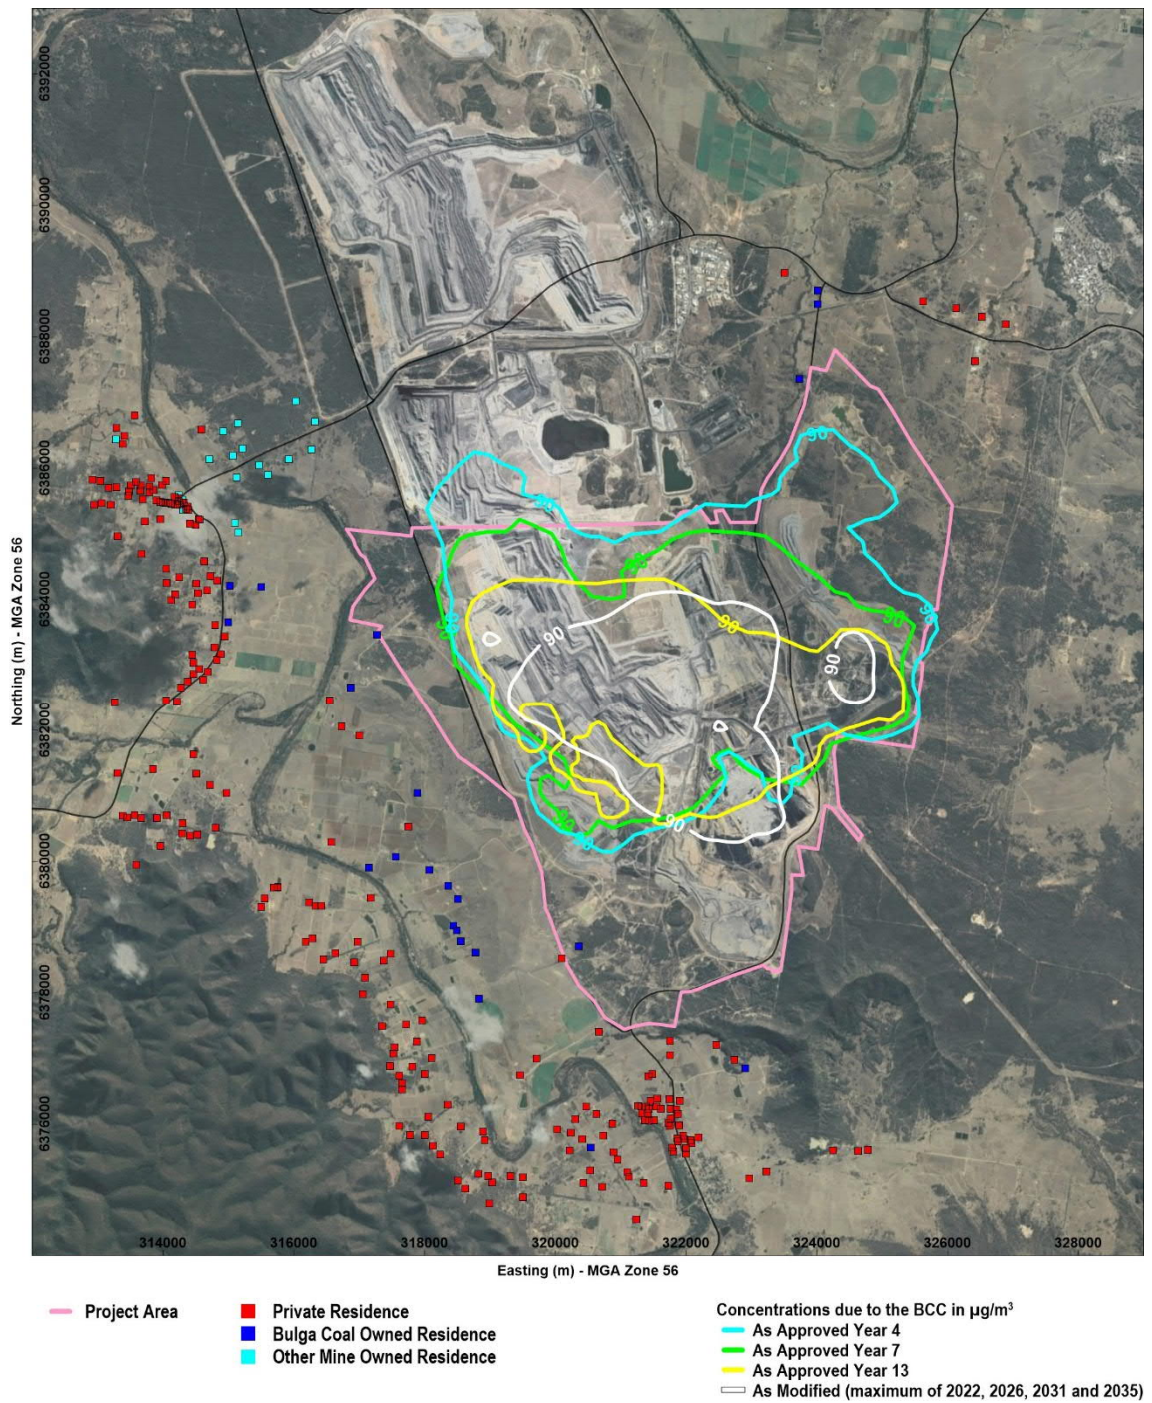 6392000
6390000
6388000
6386000
6384000
6382000
6380000
6378000
6376000
Northing (m) - MGA Zone 56
90
90
90
90
90
90
90
90
90
90
90
90
90
314000 316000 318000 320000 322000 324000 326000 328000
Easting (m) - MGA Zone 56
Project Area
Private Residence
Bulga Coal Owned Residence
Other Mine Owned Residence
Concentrations due to the BCC in µg/m³
As Approved Year 4
As Approved Year 7
As Approved Year 13
As Modified (maximum of 2022, 2026, 2031 and 2035)